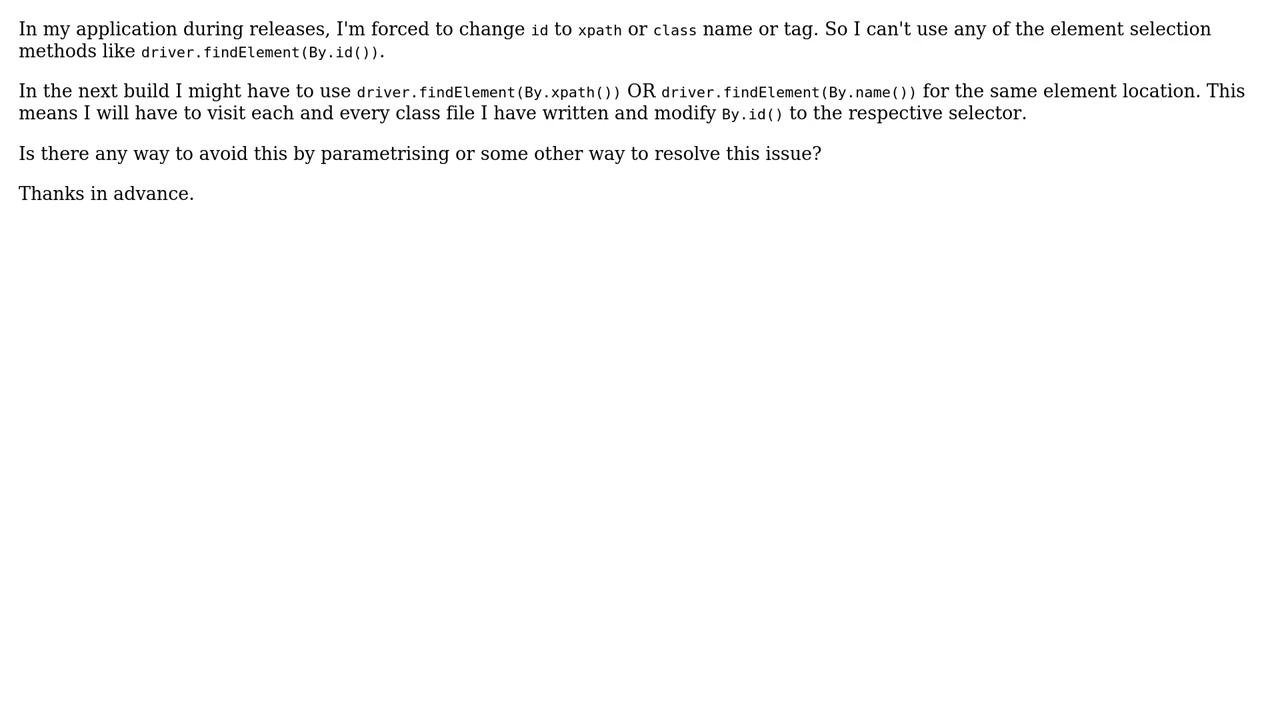 In my application during releases, I'm forced to change id to xpath or class name or tag. So I can't use any of the element selection
methods like driver.findElement(By.id()).
In the next build I might have to use driver.findElement(By.xpath()) OR driver.findElement(By.name()) for the same element location. This
means I will have to visit each and every class file I have written and modify By.id() to the respective selector.
Is there any way to avoid this by parametrising or some other way to resolve this issue?
Thanks in advance.